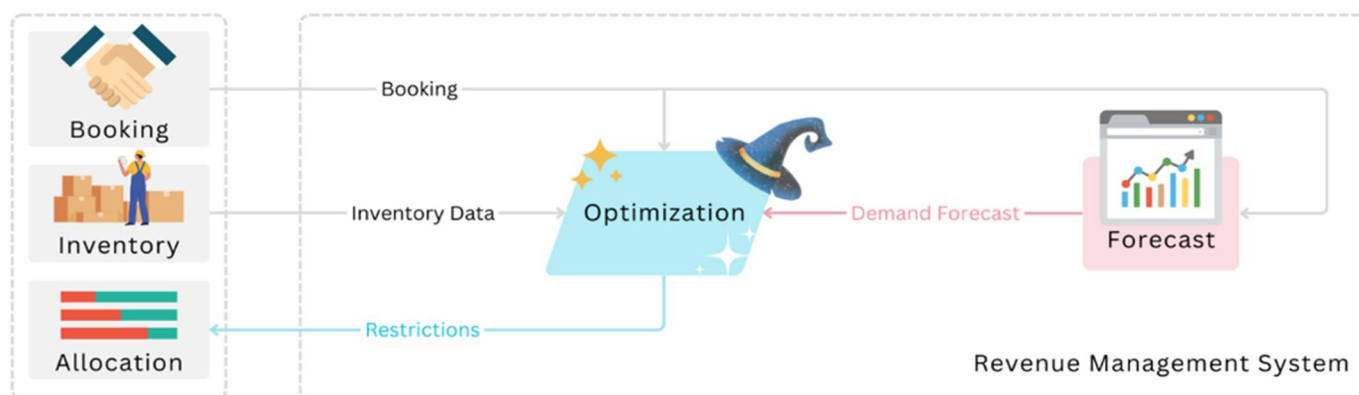 Booking
Booking
Inventory Data
Inventory
Optimization
Demand Forecast
Forecast
Restrictions
Allocation
Revenue Management System